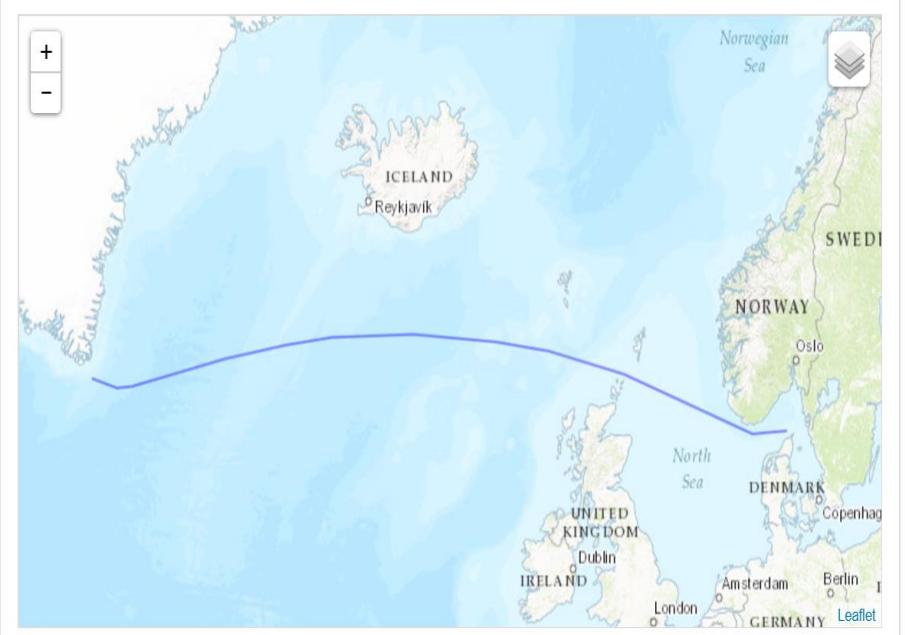 +
−
Norwegian
Sea
ICELAND
Reykjavík
SWEDI
NORWAY
Oslo
North
Sea
DENMARK
Copenhag
UNITED
KINGDOM
Dublin
IRELAND
Amsterdam
Berlin
London
GERMANY
Leaflet